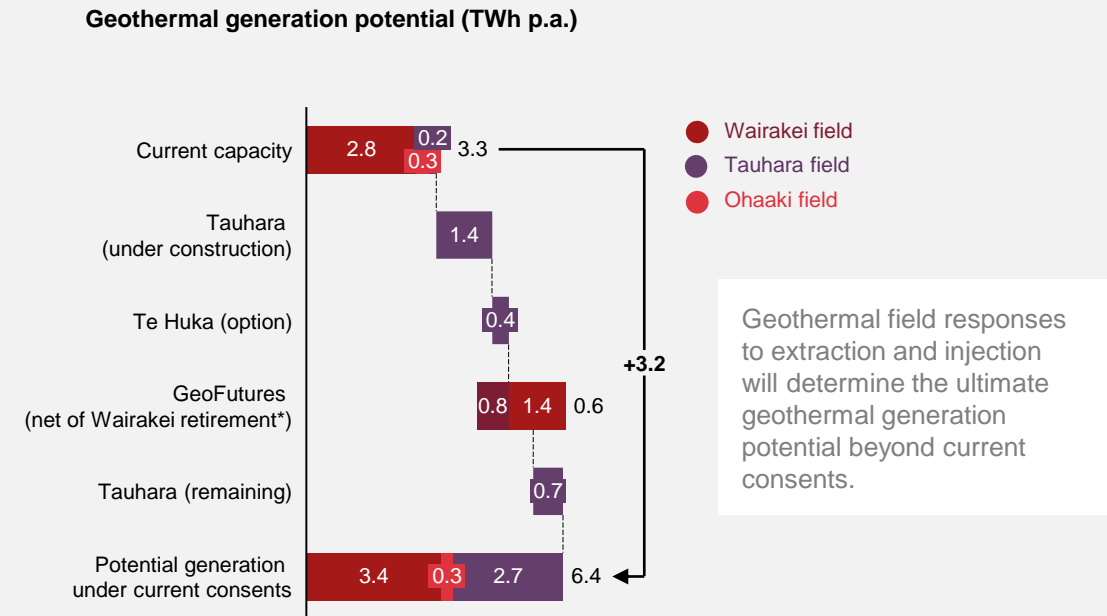 Geothermal generation potential (TWh p.a.)
Current capacity
2.8
0.2
0.3
3.3
Wairakei field
Tauhara field
Ohaaki field
Tauhara
(under construction)
1.4
Te Huka (option)
0.4
+3.2
GeoFutures
(net of Wairakei retirement*)
0.8
1.4
0.6
Tauhara (remaining)
0.7
Potential generation
under current consents
3.4
0.3
2.7
6.4
Geothermal field responses
to extraction and injection
will determine the ultimate
geothermal generation
potential beyond current
consents.